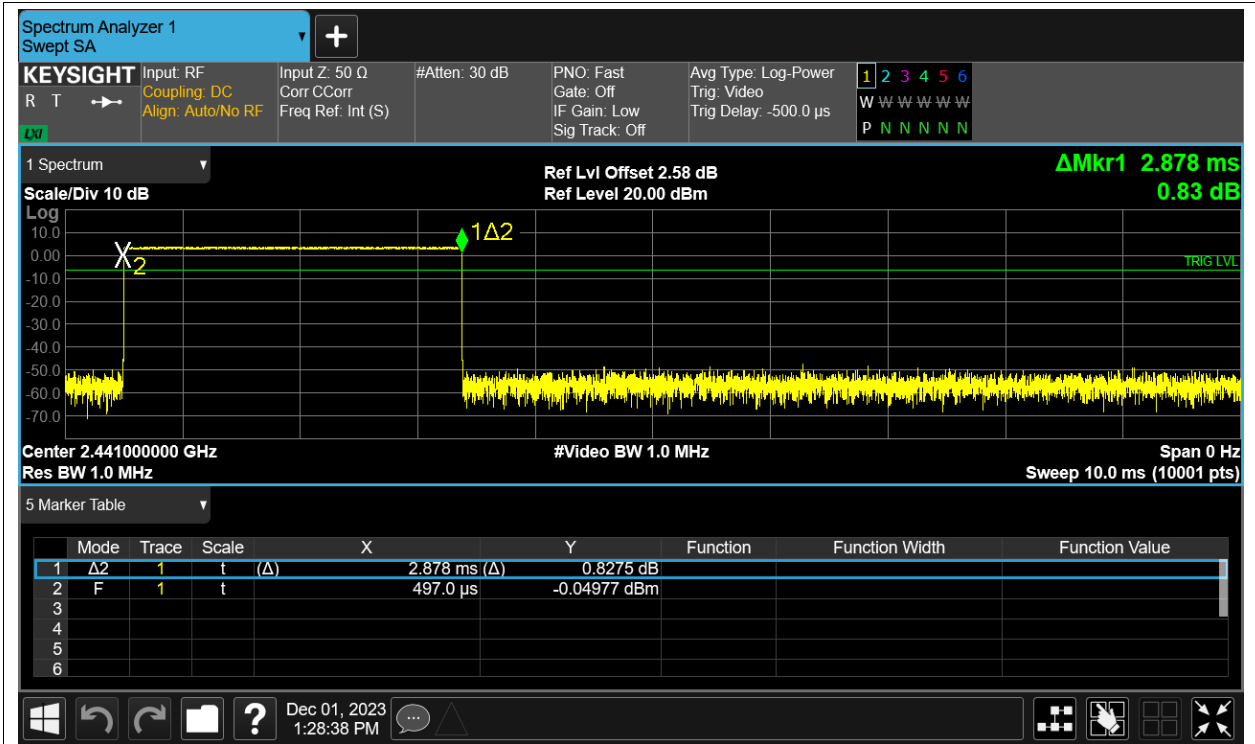 Spectrum Analyzer 1
Swept SA
KEYSIGHT
R T
LXI
Input: RF
Coupling: DC
Align: Auto/No RF
Input Z: 50 Ω
Corr CCorr
Freq Ref: Int (S)
#Atten: 30 dB
PNO: Fast
Gate: Off
IF Gain: Low
Sig Track: Off
Avg Type: Log-Power
Trig: Video
Trig Delay: -500.0 µs
1 2 3 4 5 6
W W W W W W
P N N N N N
1 Spectrum
Scale/Div 10 dB
Ref Lvl Offset 2.58 dB
Ref Level 20.00 dBm
ΔMkr1 2.878 ms
0.83 dB
Log
10.0
0.00
-10.0
-20.0
-30.0
-40.0
-50.0
-60.0
-70.0
X2
1Δ2
TRIG LVL
Center 2.441000000 GHz
Res BW 1.0 MHz
#Video BW 1.0 MHz
Span 0 Hz
Sweep 10.0 ms (10001 pts)
5 Marker Table
Mode Trace Scale X Y Function Function Width Function Value
1 Δ2 1 t (Δ) 2.878 ms (Δ) 0.8275 dB
2 F 1 t 497.0 µs -0.04977 dBm
3
4
5
6
?
Dec 01, 2023
1:28:38 PM